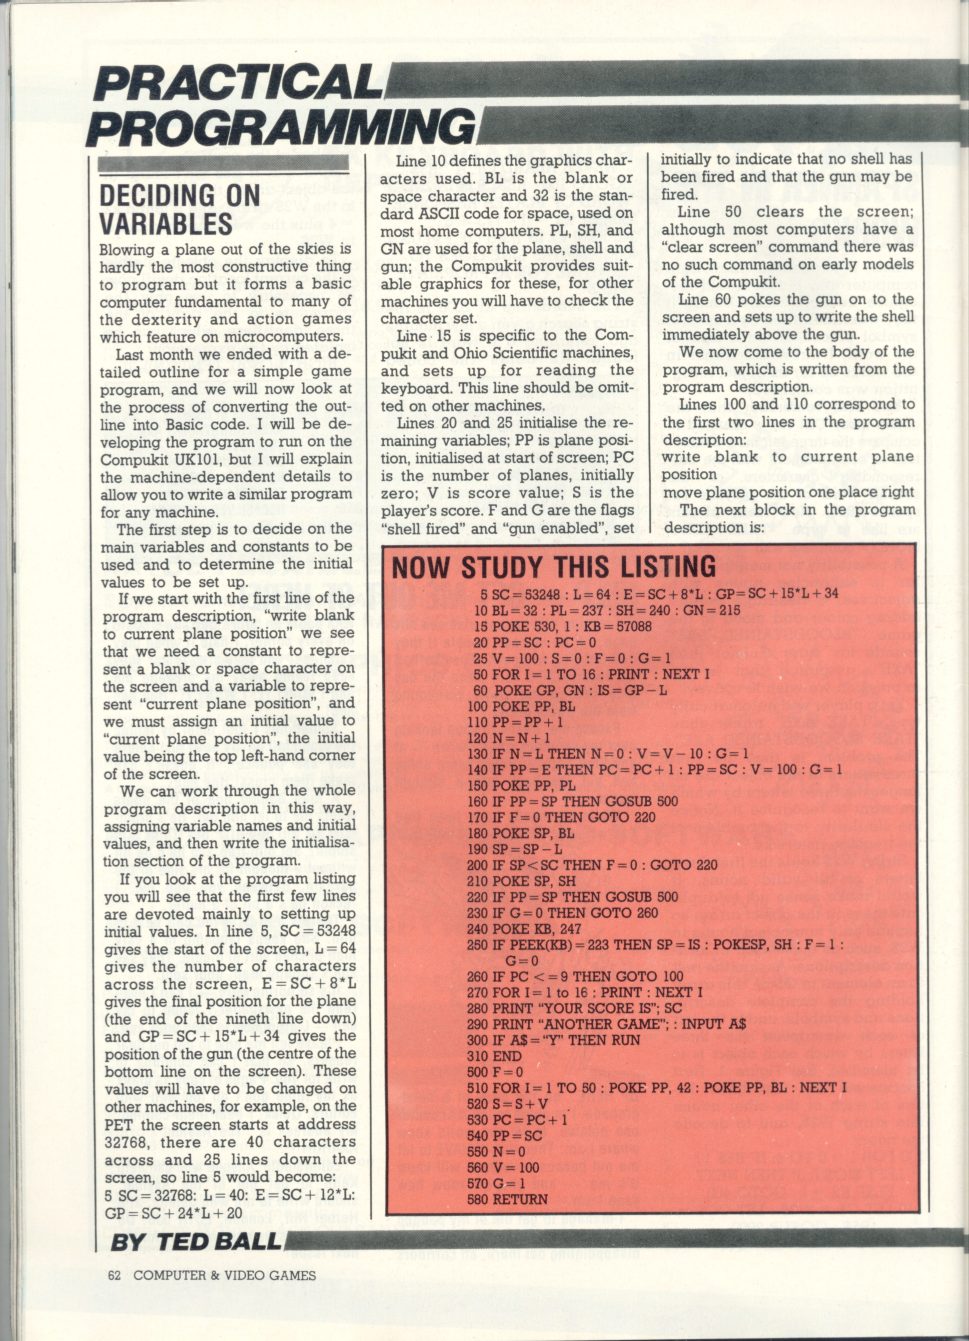 PRACTICAL
PROGRAMMING
DECIDING ON
VARIABLES
Blowing a plane out of the skies is
hardly the most constructive thing
to program but it forms a basic
computer fundamental to many of
the dexterity and action games
which feature on microcomputers.
Last month we ended with a de-
tailed outline for a simple game
program, and we will now look at
the process of converting the out-
line into Basic code. I will be de-
veloping the program to run on the
Compukit UK101, but I will explain
the machine-dependent details to
allow you to write a similar program
for any machine.
The first step is to decide on the
main variables and constants to be
used and to determine the initial
values to be set up.
If we start with the first line of the
program description, "write blank
to current plane position" we see
that we need a constant to repre-
sent a blank or space character on
the screen and a variable to repre-
sent "current plane position", and
we must assign an initial value to
"current plane position", the initial
value being the top left-hand corner
of the screen.
We can work through the whole
program description in this way,
assigning variable names and initial
values, and then write the initialisa-
tion section of the program.
If you look at the program listing
you will see that the first few lines
are devoted mainly to setting up
initial values. In line 5, SC=53248
gives the start of the screen, L=64
gives the number of characters
across the screen, E=SC+8*L
gives the final position for the plane
(the end of the nineth line down)
and GP=SC+15*L+34 gives the
position of the gun (the centre of the
bottom line on the screen). These
values will have to be changed on
other machines, for example, on the
PET the screen starts at address
32768, there are 40 characters
across and 25 lines down the
screen, so line 5 would become:
5 SC=32768: L=40: E=SC+12*L:
GP=SC+24*L+20
Line 10 defines the graphics char-
acters used. BL is the blank or
space character and 32 is the stan-
dard ASCII code for space, used on
most home computers. PL, SH, and
GN are used for the plane, shell and
gun; the Compukit provides suit-
able graphics for these, for other
machines you will have to check the
character set.
Line 15 is specific to the Com-
pukit and Ohio Scientific machines,
and sets up for reading the
keyboard. This line should be omit-
ted on other machines.
Lines 20 and 25 initialise the re-
maining variables; PP is plane posi-
tion, initialised at start of screen; PC
is the number of planes, initially
zero; V is score value; S is the
player's score. F and G are the flags
"shell fired" and "gun enabled", set
initially to indicate that no shell has
been fired and that the gun may be
fired.
Line 50 clears the screen;
although most computers have a
"clear screen" command there was
no such command on early models
of the Compukit.
Line 60 pokes the gun on to the
screen and sets up to write the shell
immediately above the gun.
We now come to the body of the
program, which is written from the
program description.
Lines 100 and 110 correspond to
the first two lines in the program
description:
write blank to current plane
position
move plane position one place right
The next block in the program
description is:
NOW STUDY THIS LISTING
5 SC=53248 : L=64 : E=SC+8*L : GP=SC+15*L+34
10 BL=32 : PL=237 : SH=240 : GN=215
15 POKE 530, 1 : KB=57088
20 PP=SC : PC=0
25 V=100 : S=0 : F=0 : G=1
50 FOR I=1 TO 16 : PRINT : NEXT I
60 POKE GP, GN : IS=GP-L
100 POKE PP, BL
110 PP=PP+1
120 N=N+1
130 IF N=L THEN N=0 : V=V-10 : G=1
140 IF PP=E THEN PC=PC+1 : PP=SC : V=100 : G=1
150 POKE PP, PL
160 IF PP=SP THEN GOSUB 500
170 IF F=0 THEN GOTO 220
180 POKE SP, BL
190 SP=SP-L
200 IF SP<SC THEN F=0 : GOTO 220
210 POKE SP, SH
220 IF PP=SP THEN GOSUB 500
230 IF G=0 THEN GOTO 260
240 POKE KB, 247
250 IF PEEK(KB)=223 THEN SP=IS : POKESP, SH : F=1 :
G=0
260 IF PC <=9 THEN GOTO 100
270 FOR I=1 to 16 : PRINT : NEXT I
280 PRINT "YOUR SCORE IS"; SC
290 PRINT "ANOTHER GAME"; : INPUT A$
300 IF A$="Y" THEN RUN
310 END
500 F=0
510 FOR I=1 TO 50 : POKE PP, 42 : POKE PP, BL : NEXT I
520 S=S+V
530 PC=PC+1
540 PP=SC
550 N=0
560 V=100
570 G=1
580 RETURN
BY TED BALL
62 COMPUTER & VIDEO GAMES